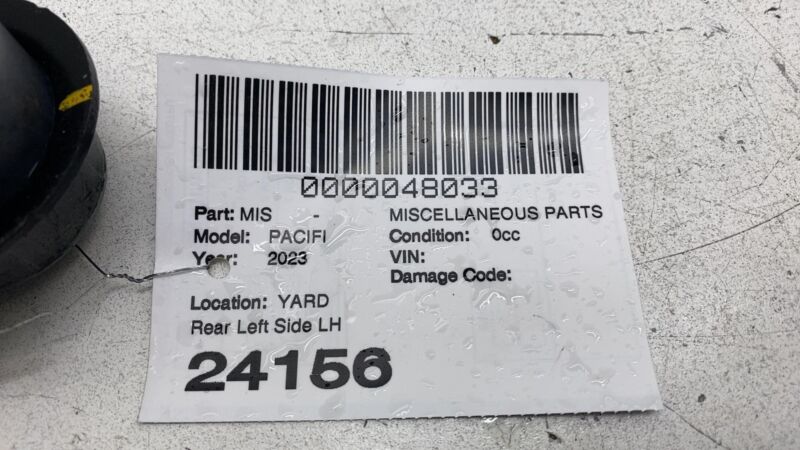 0000048033
Part: MIS - MISCELLANEOUS PARTS
Model: PACIFI Condition: 0cc
Year: 2023 VIN:
Damage Code:
Location: YARD
Rear Left Side LH
24156